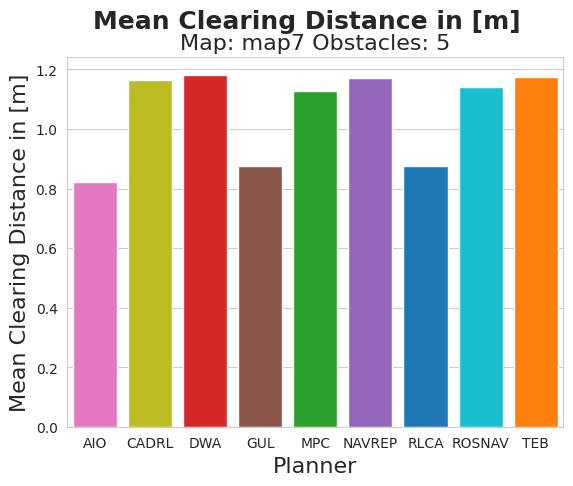 Mean Clearing Distance in [m]
Map: map7 Obstacles: 5
Mean Clearing Distance in [m]
1.2
1.0
0.8
0.6
0.4
0.2
0.0
AIO CADRL DWA GUL MPC NAVREP RLCA ROSNAV TEB
Planner